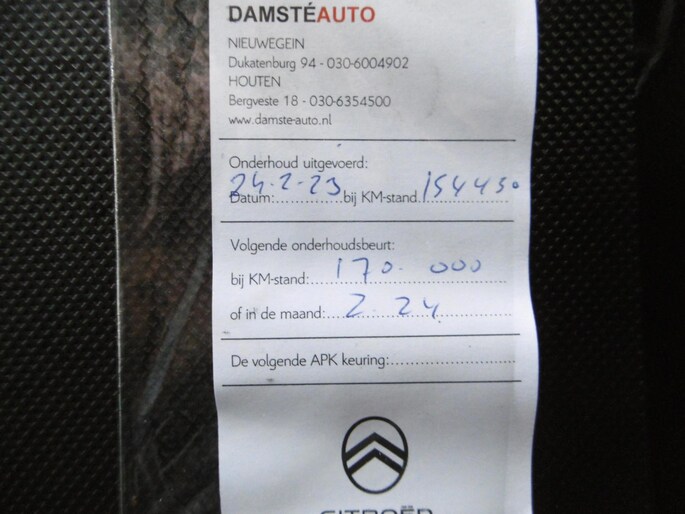 DAMSTÉAUTO
NIEUWEGEIN
Dukatenburg 94 - 030-6004902
HOUTEN
Bergveste 18 - 030-6354500
www.damste-auto.nl
Onderhoud uitgevoerd:
Datum: 24-2-23 bij KM-stand 154450
Volgende onderhoudsbeurt:
bij KM-stand: 170.000
of in de maand: 2 24
De volgende APK keuring:
CITROËN